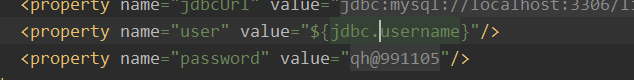 <property name="jdbcUrl" value="jdbc:mysql://localhost:3306/li
<property name="user" value="${jdbc.username}"/>
<property name="password" value="qh@991105"/>